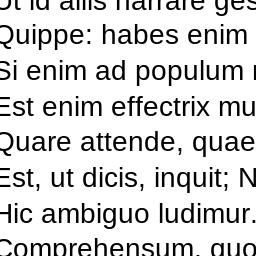 Ut id aliis narrare ges
Quippe: habes enim
Si enim ad populum
Est enim effectrix mu
Quare attende, quae
Est, ut dicis, inquit; N
Hic ambiguo ludimur.
Comprehensum, quo